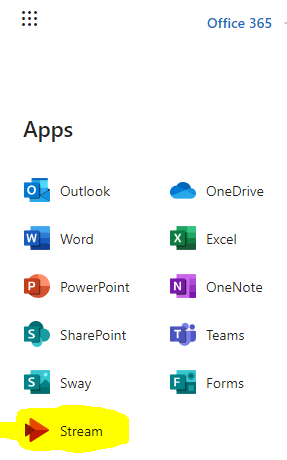 Office 365
Apps
Outlook OneDrive
Word Excel
PowerPoint OneNote
SharePoint Teams
Sway Forms
Stream